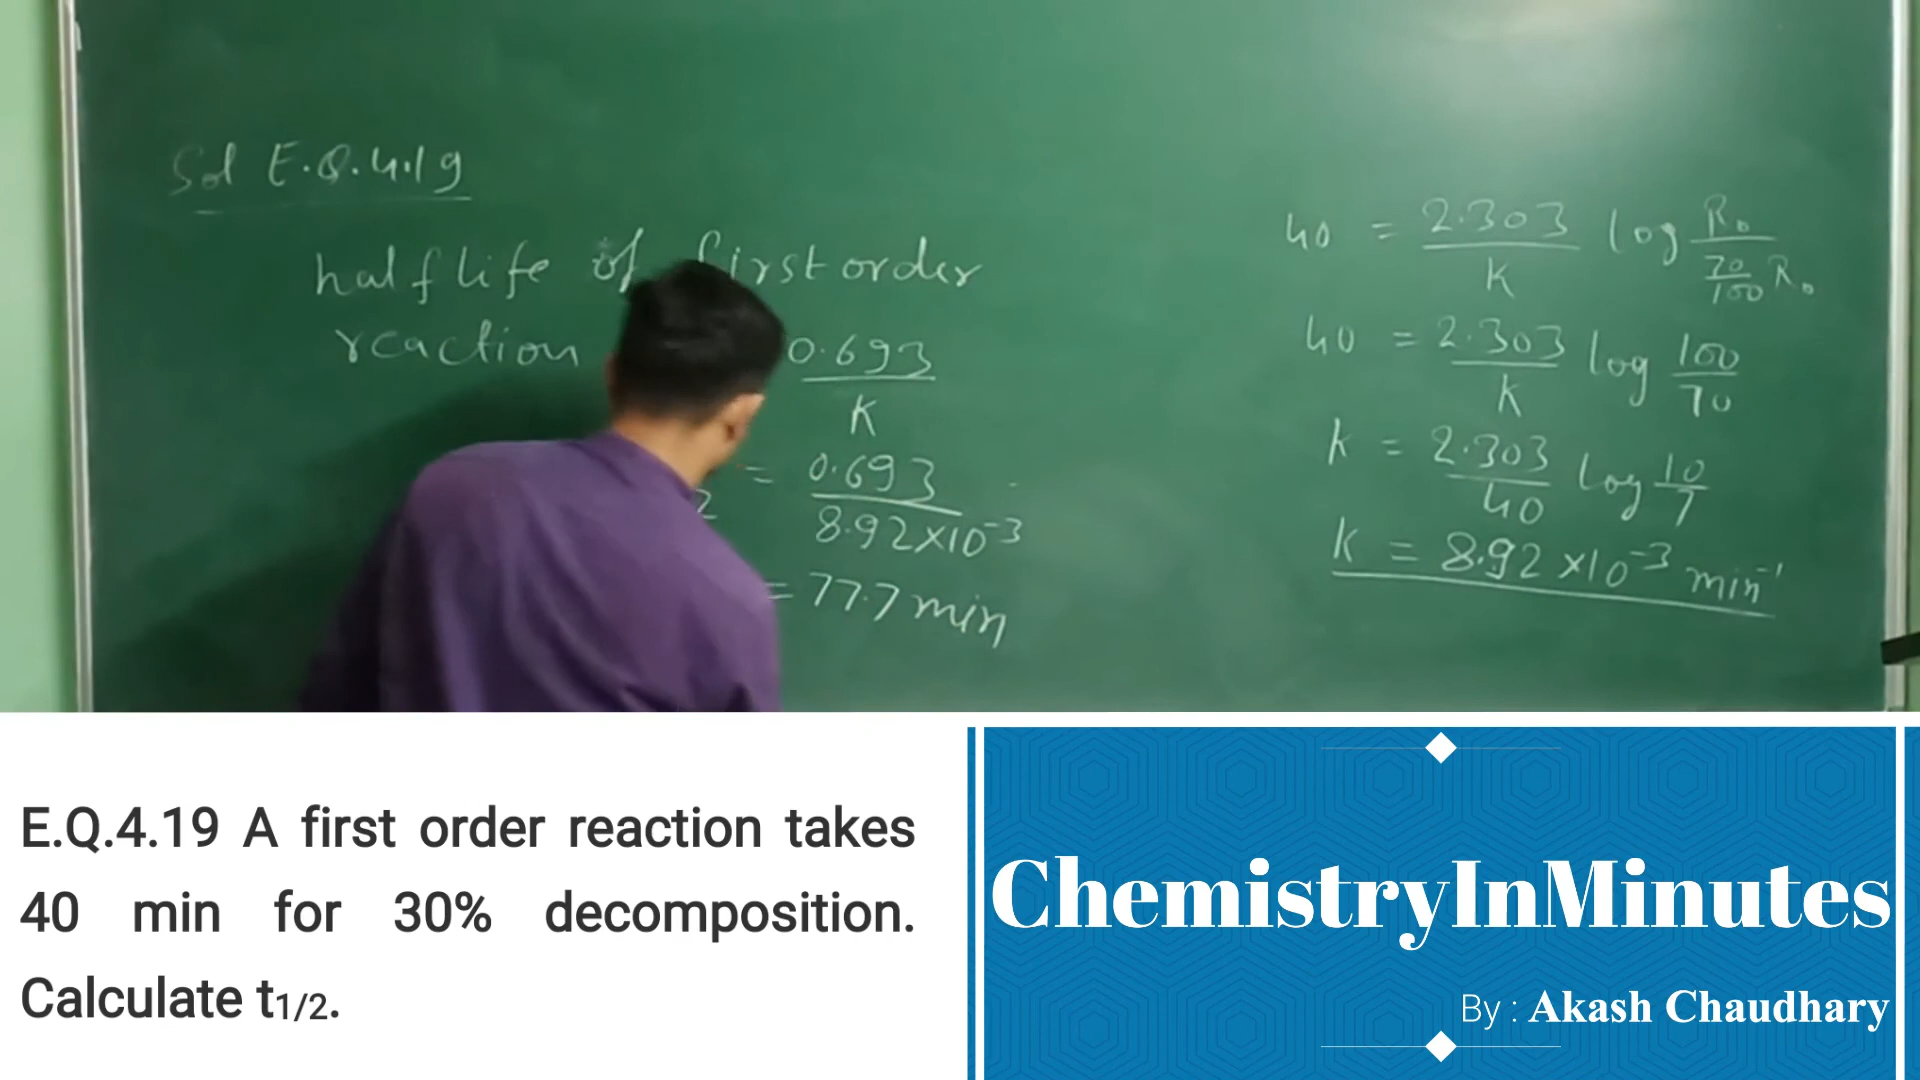 Sol E.Q.4.19
half life of first order
reaction 0.693
K
2 = 0.693
8.92×10⁻³
= 77.7 min
40 = 2.303 log R₀
K 70/100 R₀
40 = 2.303 log 100
K 70
k = 2.303 log 10
40 7
k = 8.92 ×10⁻³ min⁻¹
E.Q.4.19 A first order reaction takes
40 min for 30% decomposition.
Calculate t1/2.
ChemistryInMinutes
By : Akash Chaudhary